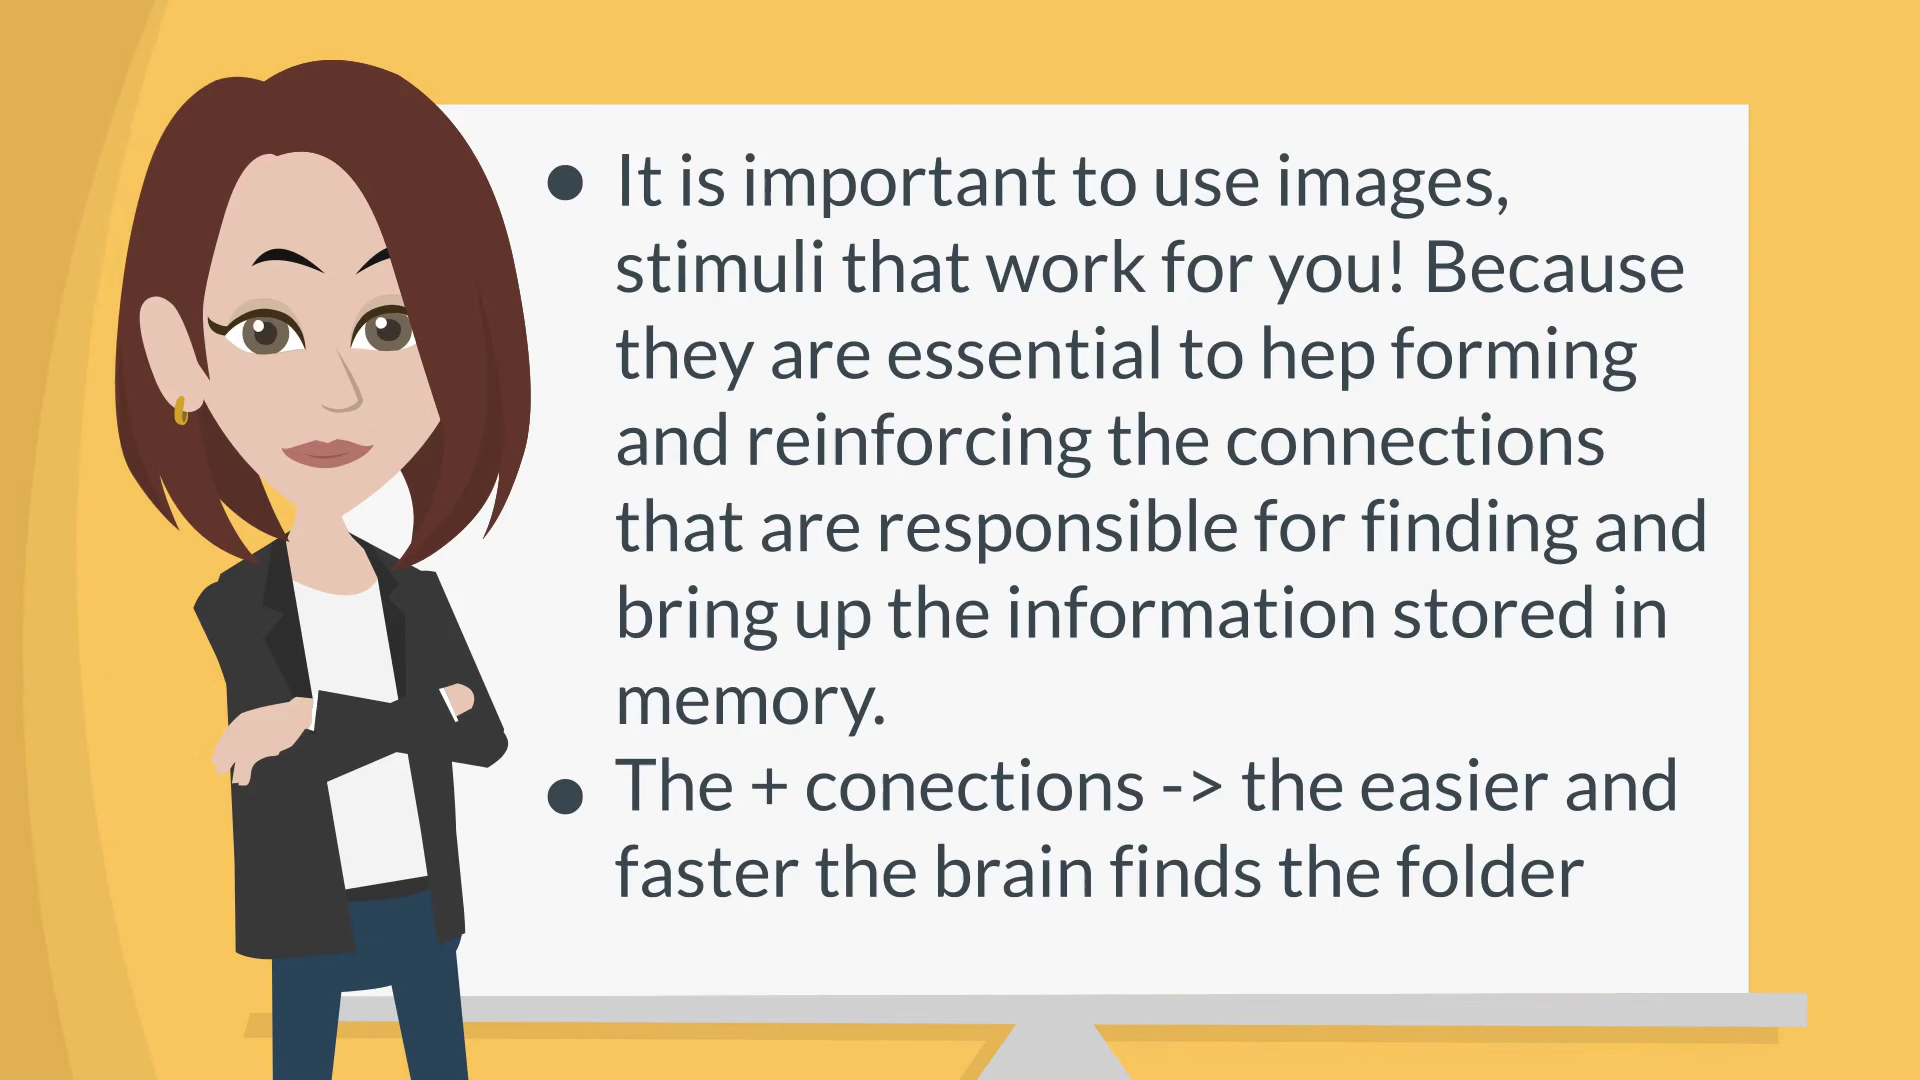 It is important to use images,
stimuli that work for you! Because
they are essential to hep forming
and reinforcing the connections
that are responsible for finding and
bring up the information stored in
memory.
The + conections -> the easier and
faster the brain finds the folder